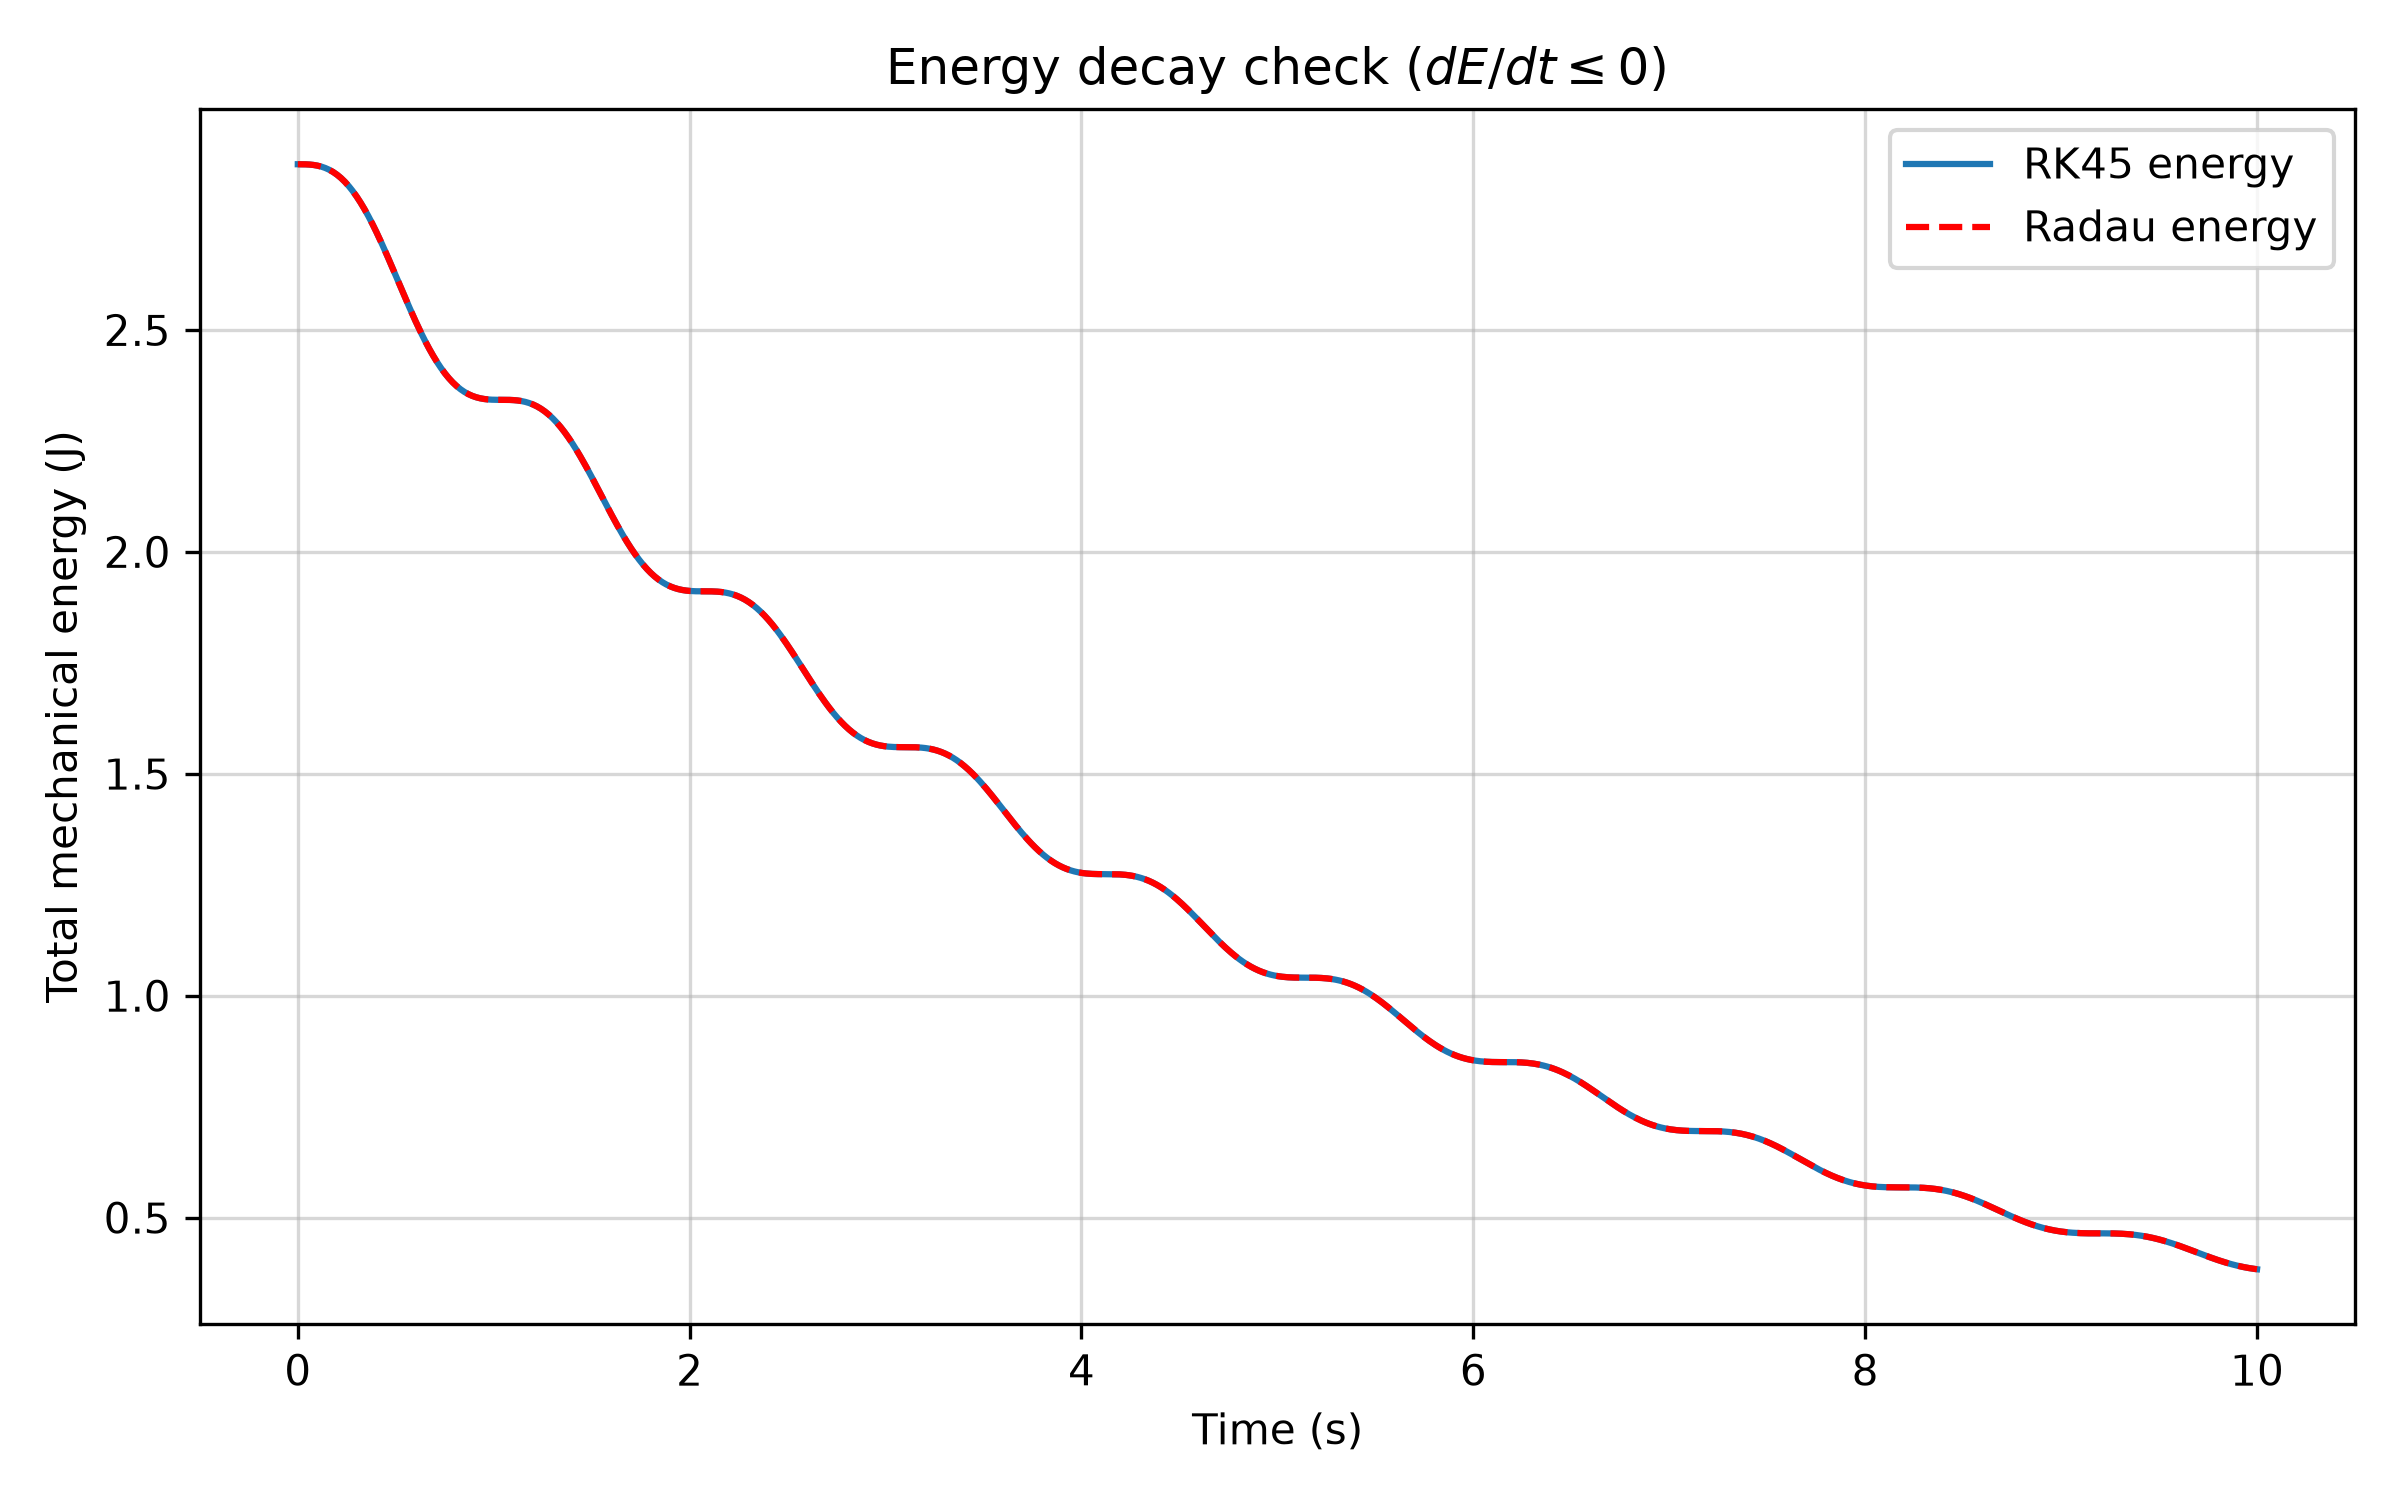 Energy decay check (dE/dt ≤ 0)
RK45 energy
Radau energy
Total mechanical energy (J)
2.5
2.0
1.5
1.0
0.5
0 2 4 6 8 10
Time (s)